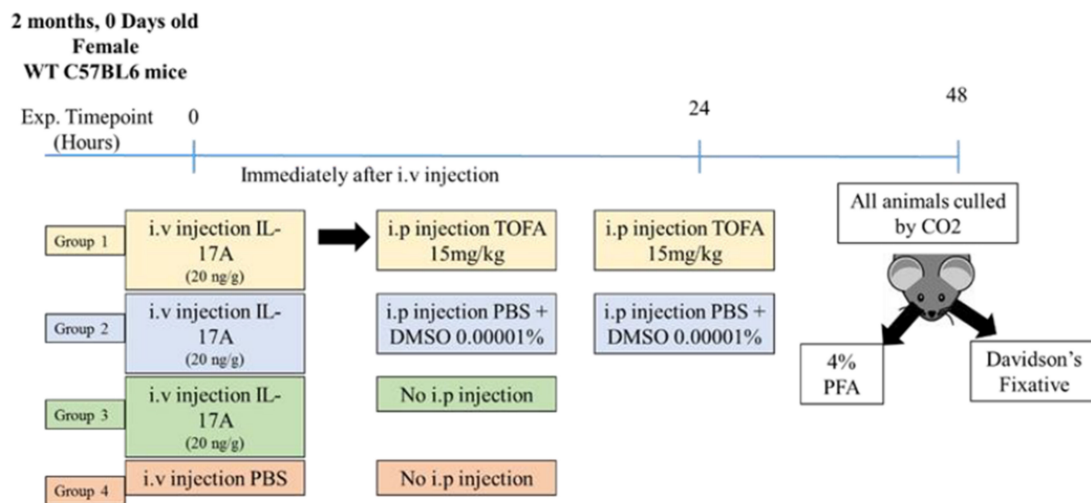 2 months, 0 Days old
Female
WT C57BL6 mice
Exp. Timepoint
(Hours)
0
24
48
Immediately after i.v injection
Group 1
i.v injection IL-
17A
(20 ng/g)
i.p injection TOFA
15mg/kg
i.p injection TOFA
15mg/kg
All animals culled
by CO2
Group 2
i.v injection IL-
17A
(20 ng/g)
i.p injection PBS +
DMSO 0.00001%
i.p injection PBS +
DMSO 0.00001%
4%
PFA
Davidson's
Fixative
Group 3
i.v injection IL-
17A
(20 ng/g)
No i.p injection
Group 4
i.v injection PBS
No i.p injection